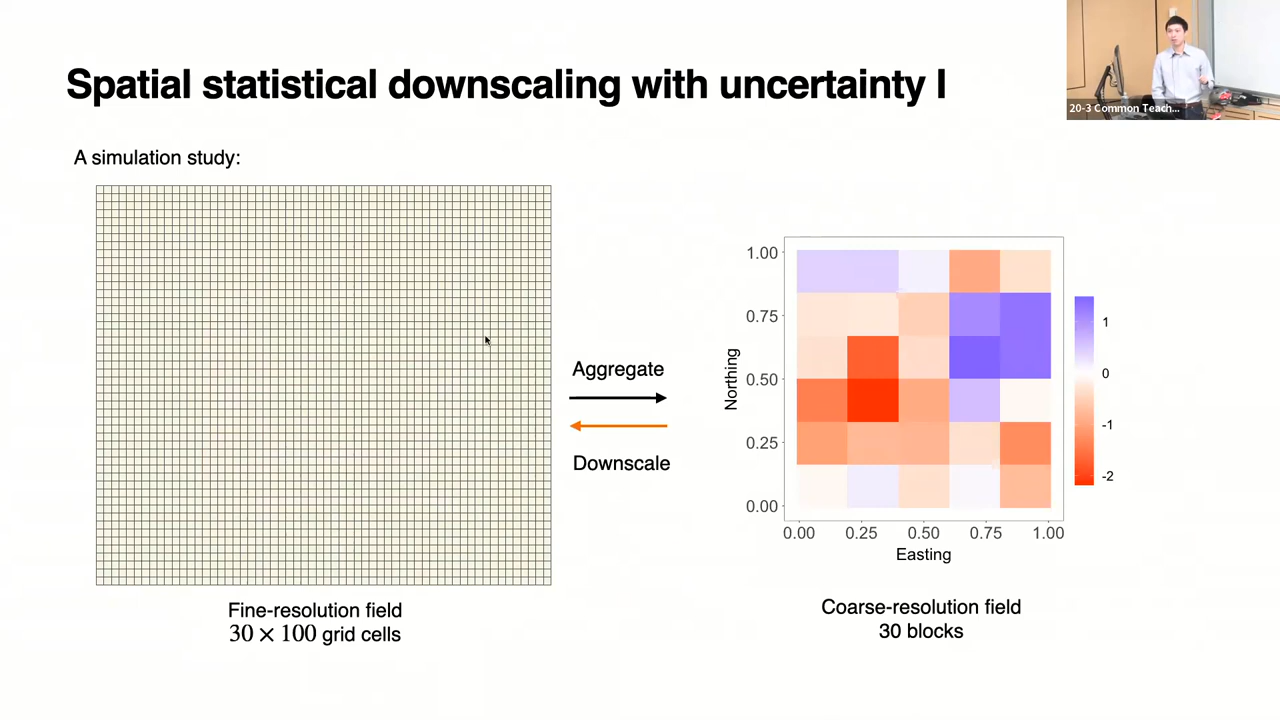 Spatial statistical downscaling with uncertainty I
20-3 Common Teach...
A simulation study:
Aggregate
Downscale
Fine-resolution field
30 × 100 grid cells
1.00
0.75
0.50
0.25
0.00
Northing
0.00 0.25 0.50 0.75 1.00
Easting
1
0
-1
-2
Coarse-resolution field
30 blocks